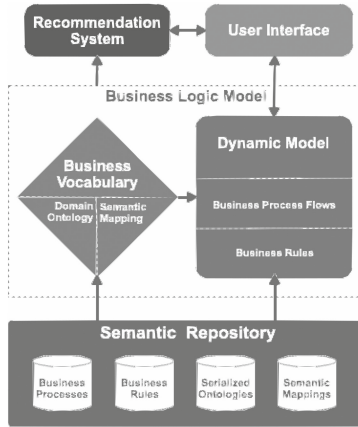 Recommendation
System
User Interface
Business Logic Model
Business
Vocabulary
Domain
Ontology
Semantic
Mapping
Dynamic Model
Business Process Flows
Business Rules
Semantic Repository
Business
Processes
Business
Rules
Serialized
Ontologies
Semantic
Mappings